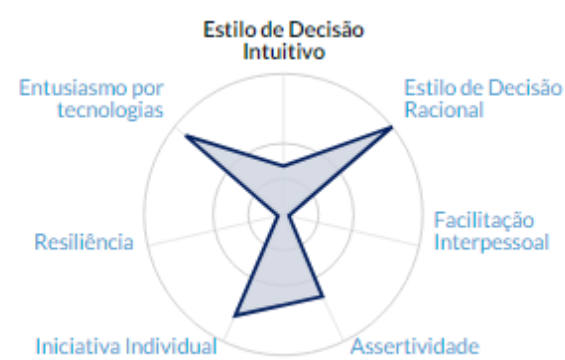 Estilo de Decisão
Intuitivo
Entusiasmo por
tecnologias
Estilo de Decisão
Racional
Resiliência
Facilitação
Interpessoal
Iniciativa Individual
Assertividade